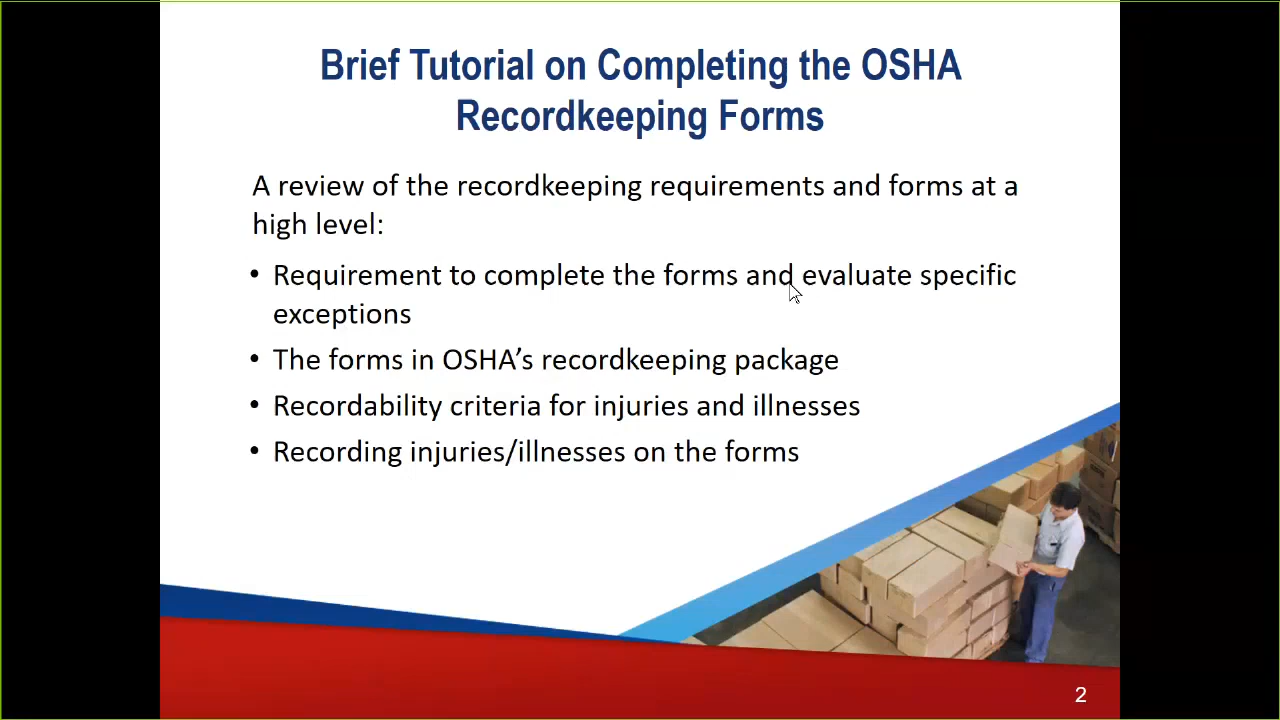 Brief Tutorial on Completing the OSHA
Recordkeeping Forms
A review of the recordkeeping requirements and forms at a
high level:
• Requirement to complete the forms and evaluate specific
exceptions
• The forms in OSHA’s recordkeeping package
• Recordability criteria for injuries and illnesses
• Recording injuries/illnesses on the forms
2